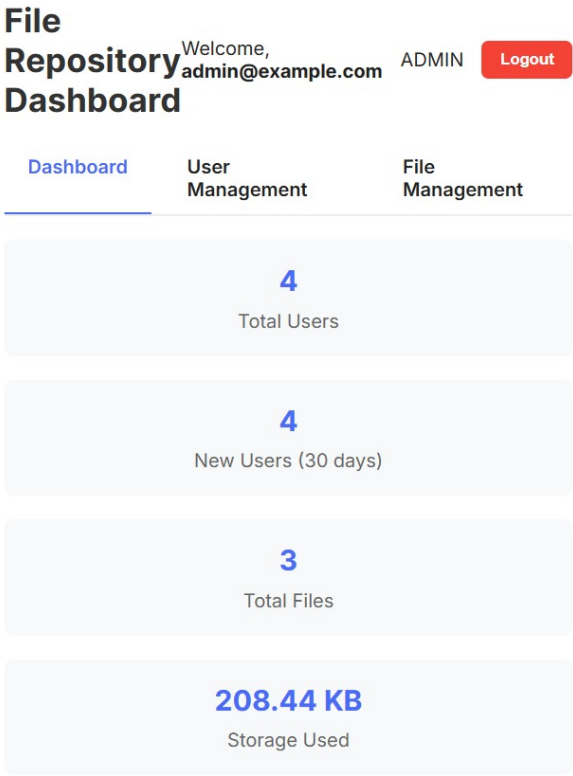 File
Repository
Dashboard
Welcome,
admin@example.com
ADMIN
Logout
Dashboard
User
Management
File
Management
4
Total Users
4
New Users (30 days)
3
Total Files
208.44 KB
Storage Used